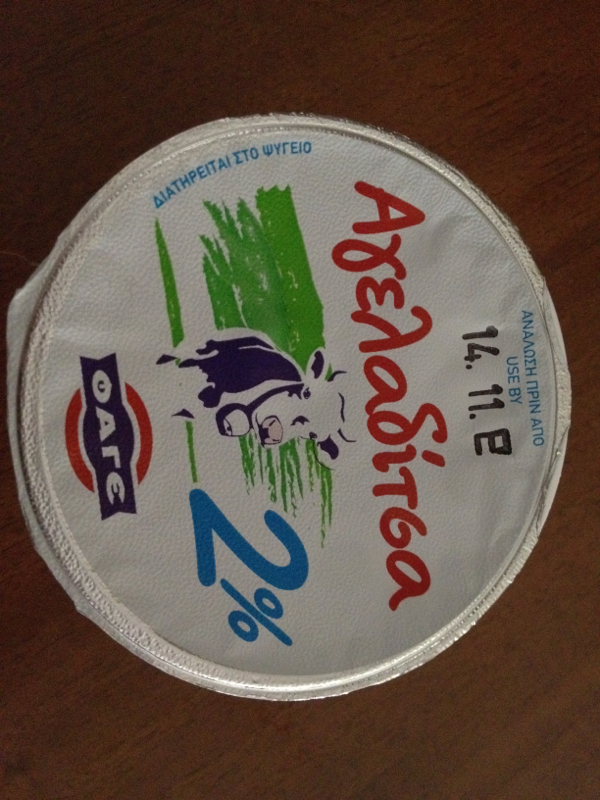 ΑΝΑΛΩΣΗ ΠΡΙΝ ΑΠΟ
USE BY
14. 11. B
Αγελαδίτσα
2%
ΔΙΑΤΗΡΕΙΤΑΙ ΣΤΟ ΨΥΓΕΙΟ
ΦΑΓΕ